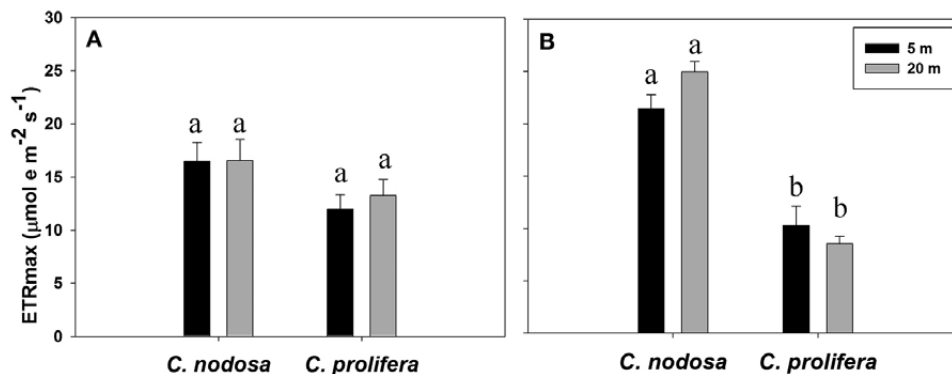 A
B
5 m
20 m
ETRmax (μmol e m-2 s-1)
30
25
20
15
10
5
0
a a a a
a a b b
C. nodosa C. prolifera
C. nodosa C. prolifera